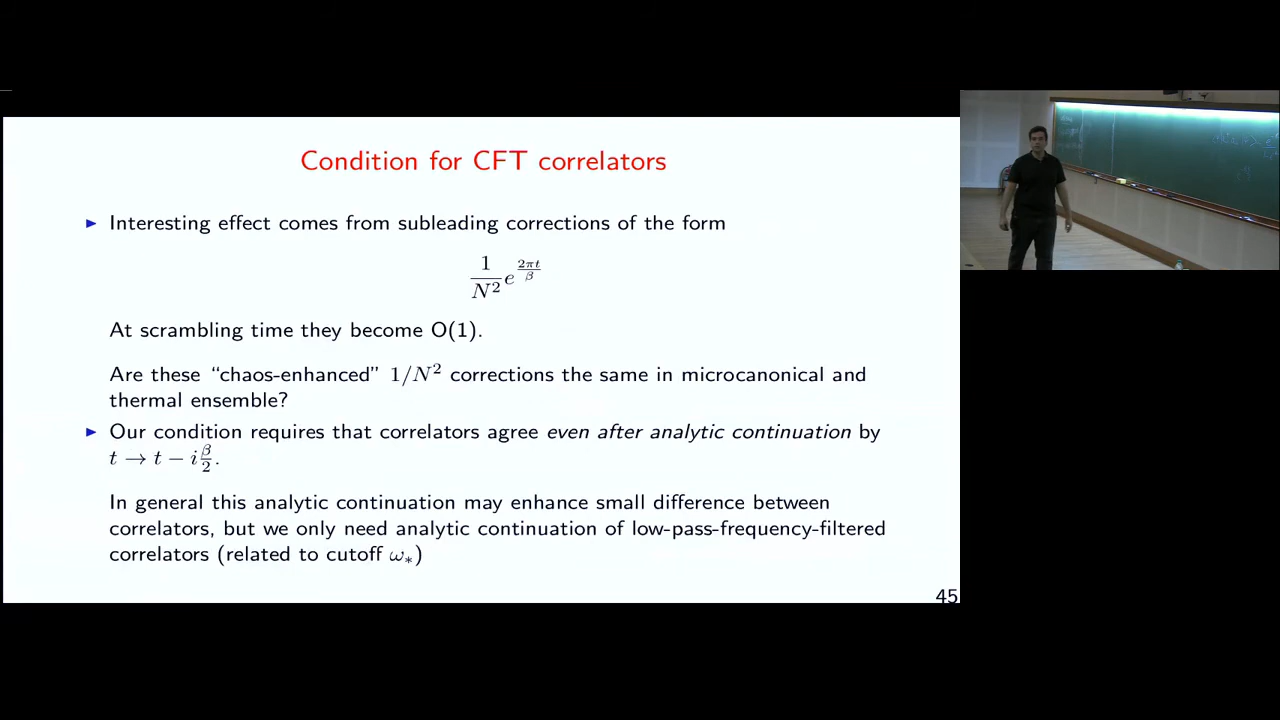 Condition for CFT correlators
▶ Interesting effect comes from subleading corrections of the form
1/N² e^{2πt/β}
At scrambling time they become O(1).
Are these “chaos-enhanced” 1/N² corrections the same in microcanonical and
thermal ensemble?
▶ Our condition requires that correlators agree even after analytic continuation by
t → t − i β/2.
In general this analytic continuation may enhance small difference between
correlators, but we only need analytic continuation of low-pass-frequency-filtered
correlators (related to cutoff ω∗)
45